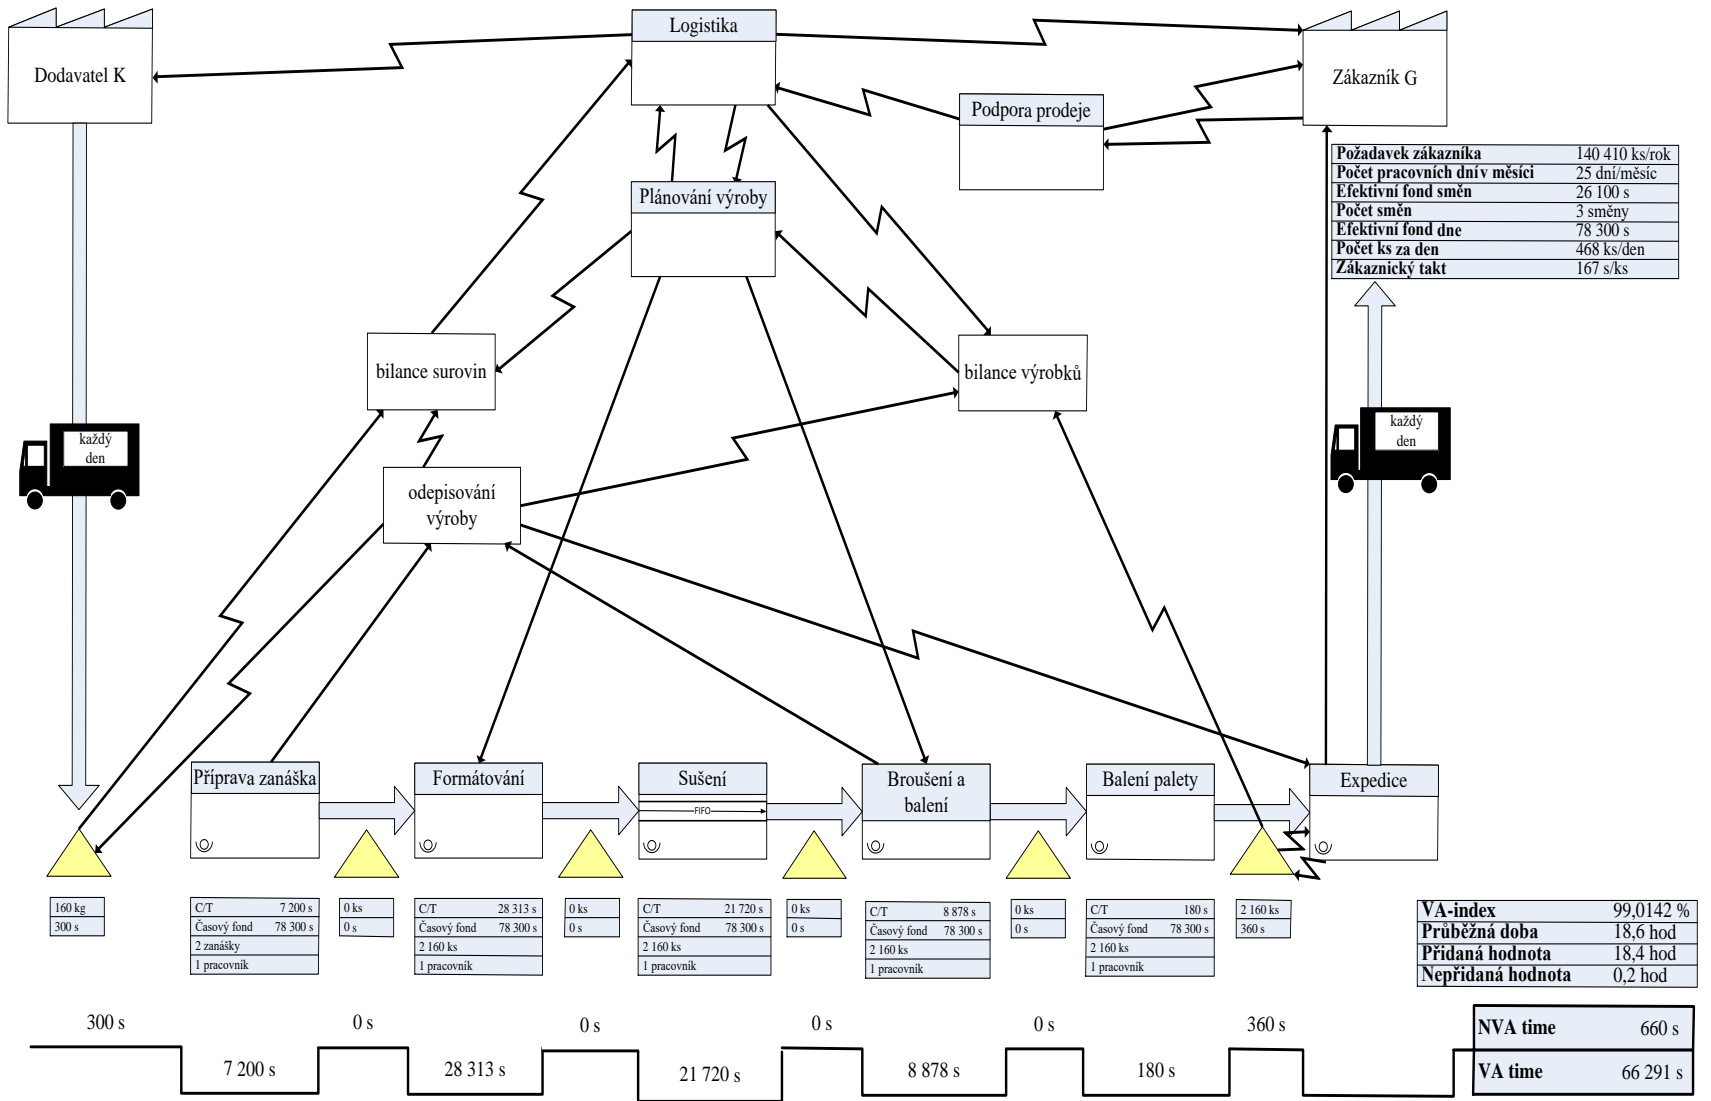 Logistika
Dodavatel K
Zákazník G
Podpora prodeje
Požadavek zákazníka 140 410 ks/rok
Počet pracovních dní v měsíci 25 dní/měsíc
Efektivní fond směn 26 100 s
Počet směn 3 směny
Efektivní fond dne 78 300 s
Počet ks za den 468 ks/den
Zákaznický takt 167 s/ks
Plánování výroby
bilance surovin
bilance výrobků
každý
den
každý
den
odepisování
výroby
Příprava zanáška
Formátování
Sušení
FIFO
Broušení a
balení
Balení palety
Expedice
160 kg
300 s
C/T 7 200 s
Časový fond 78 300 s
2 zanášky
1 pracovník
0 ks
0 s
C/T 28 313 s
Časový fond 78 300 s
2 160 ks
1 pracovník
0 ks
0 s
C/T 21 720 s
Časový fond 78 300 s
2 160 ks
1 pracovník
0 ks
0 s
C/T 8 878 s
Časový fond 78 300 s
2 160 ks
1 pracovník
0 ks
0 s
C/T 180 s
Časový fond 78 300 s
2 160 ks
1 pracovník
2 160 ks
360 s
VA-index 99,0142 %
Průběžná doba 18,6 hod
Přidaná hodnota 18,4 hod
Nepřidaná hodnota 0,2 hod
300 s 0 s 0 s 0 s 0 s 360 s
7 200 s 28 313 s 21 720 s 8 878 s 180 s
NVA time 660 s
VA time 66 291 s